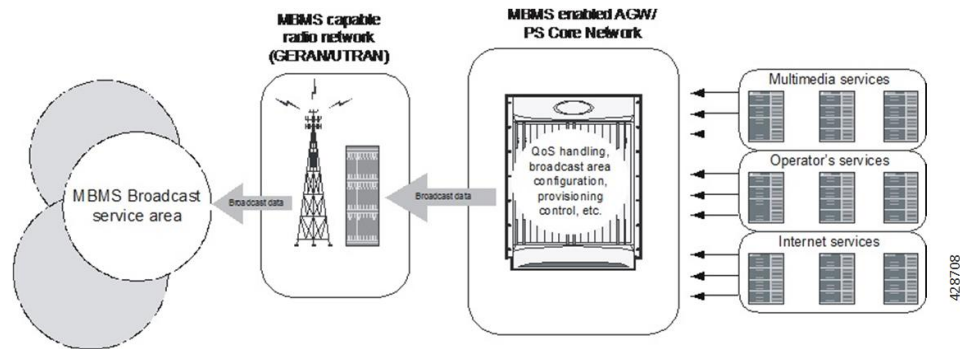 MBMS capable
radio network
(GERAN/UTRAN)
MBMS enabled AGW/
PS Core Network
MBMS Broadcast
service area
Broadcast data
Broadcast data
QoS handling,
broadcast area
configuration,
provisioning
control, etc.
Multimedia services
Operator's services
Internet services
428708